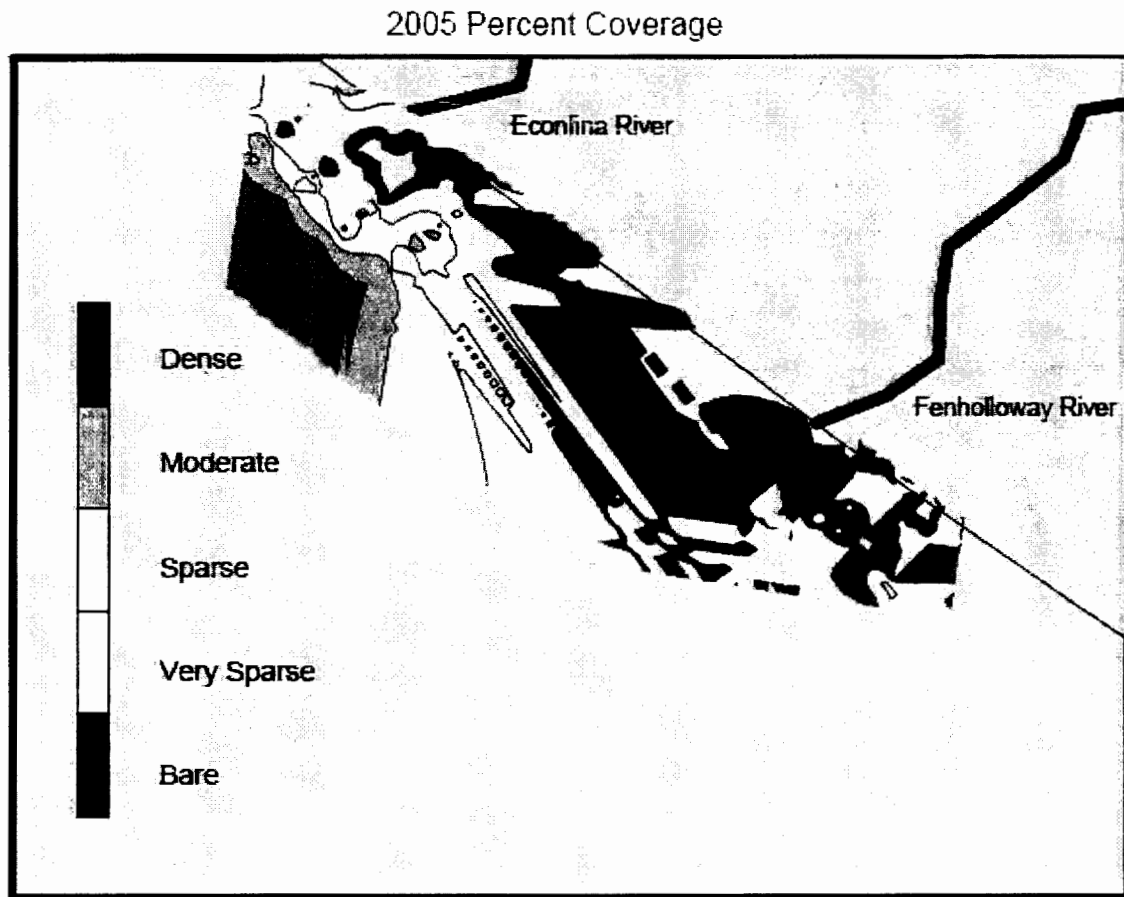 2005 Percent Coverage
Econfina River
Fenholloway River
Dense
Moderate
Sparse
Very Sparse
Bare